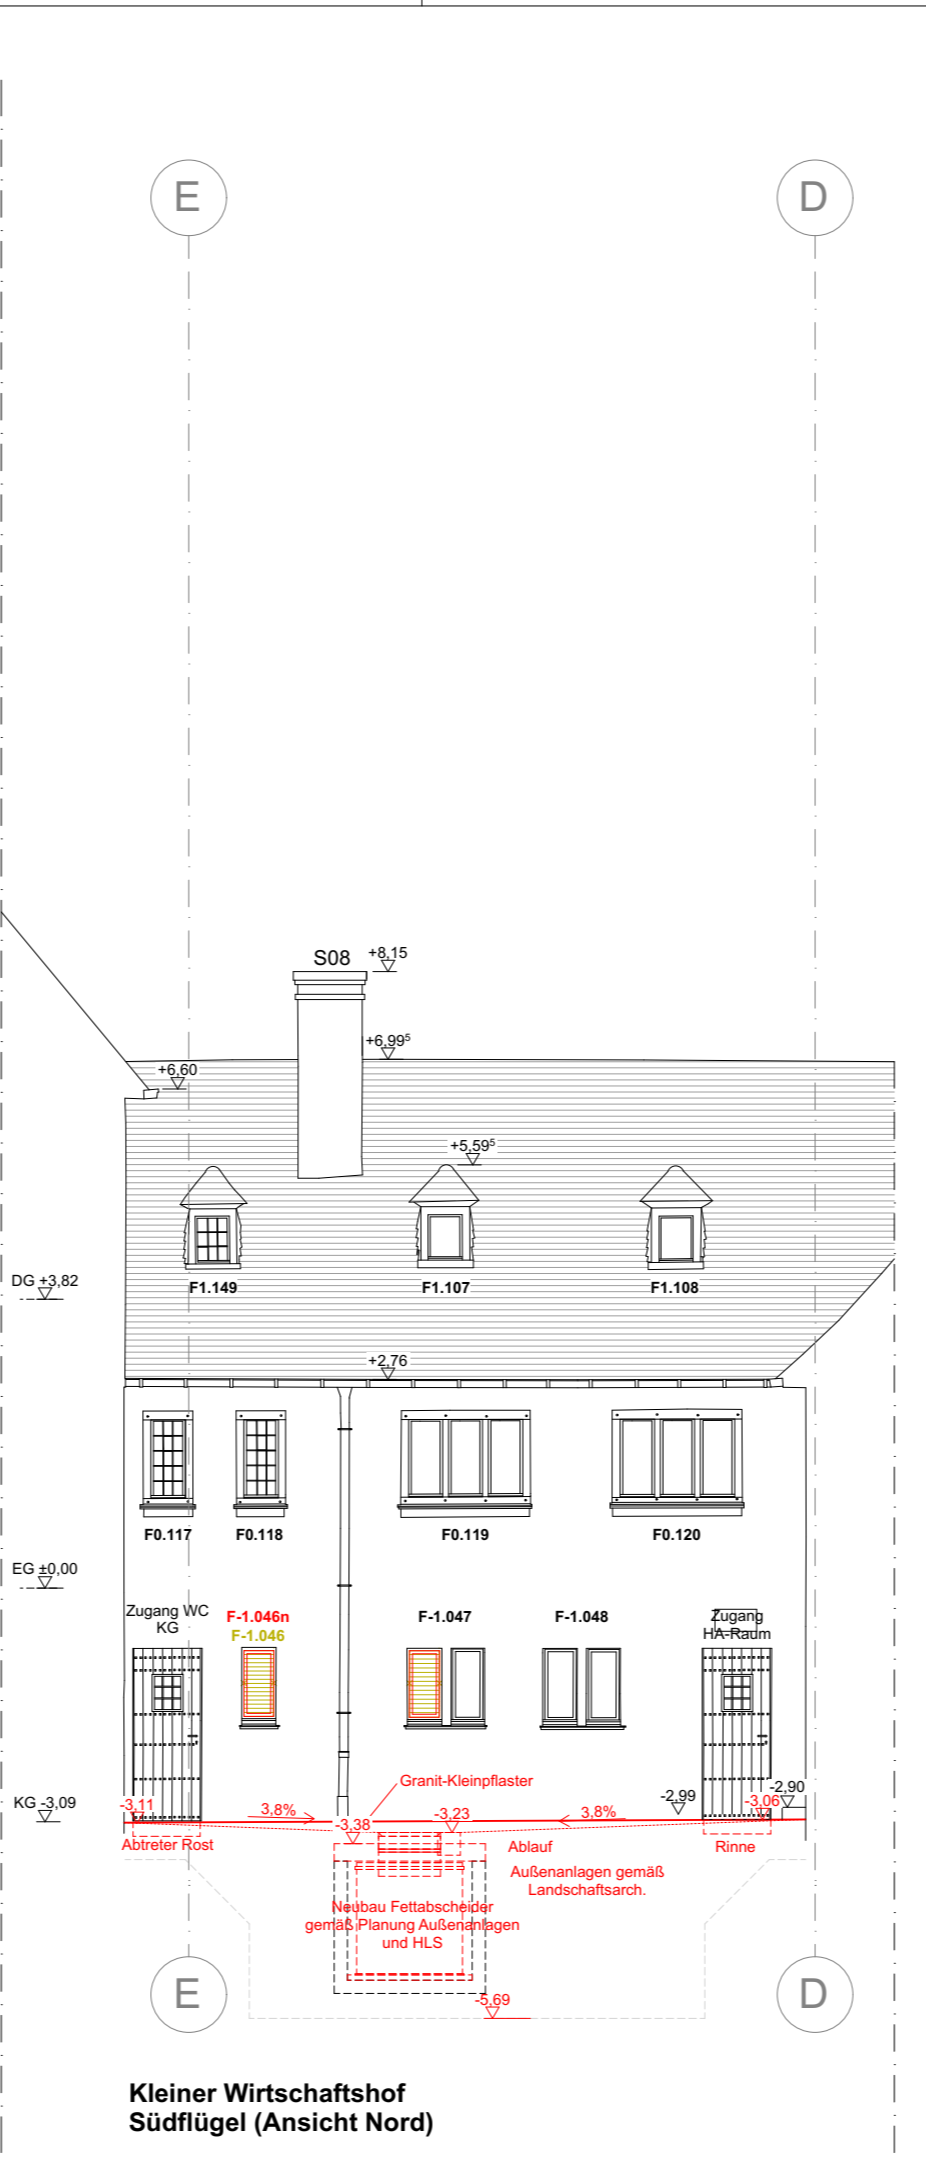 E
D
S08
+8,15
+6,99⁵
+6,60
+5,59⁵
DG +3,82
F1.149
F1.107
F1.108
+2,76
F0.117
F0.118
F0.119
F0.120
EG ±0,00
Zugang WC
KG
F-1.046n
F-1.046
F-1.047
F-1.048
Zugang
HA-Raum
Granit-Kleinpflaster
KG -3,09
-3,11
3,8%
-3,38
-3,23
3,8%
-2,99
-3,06
-2,90
Abtreter Rost
Ablauf
Rinne
Außenanlagen gemäß
Landschaftsarch.
Neubau Fettabscheider
gemäß Planung Außenanlagen
und HLS
-5,69
E
D
Kleiner Wirtschaftshof
Südflügel (Ansicht Nord)